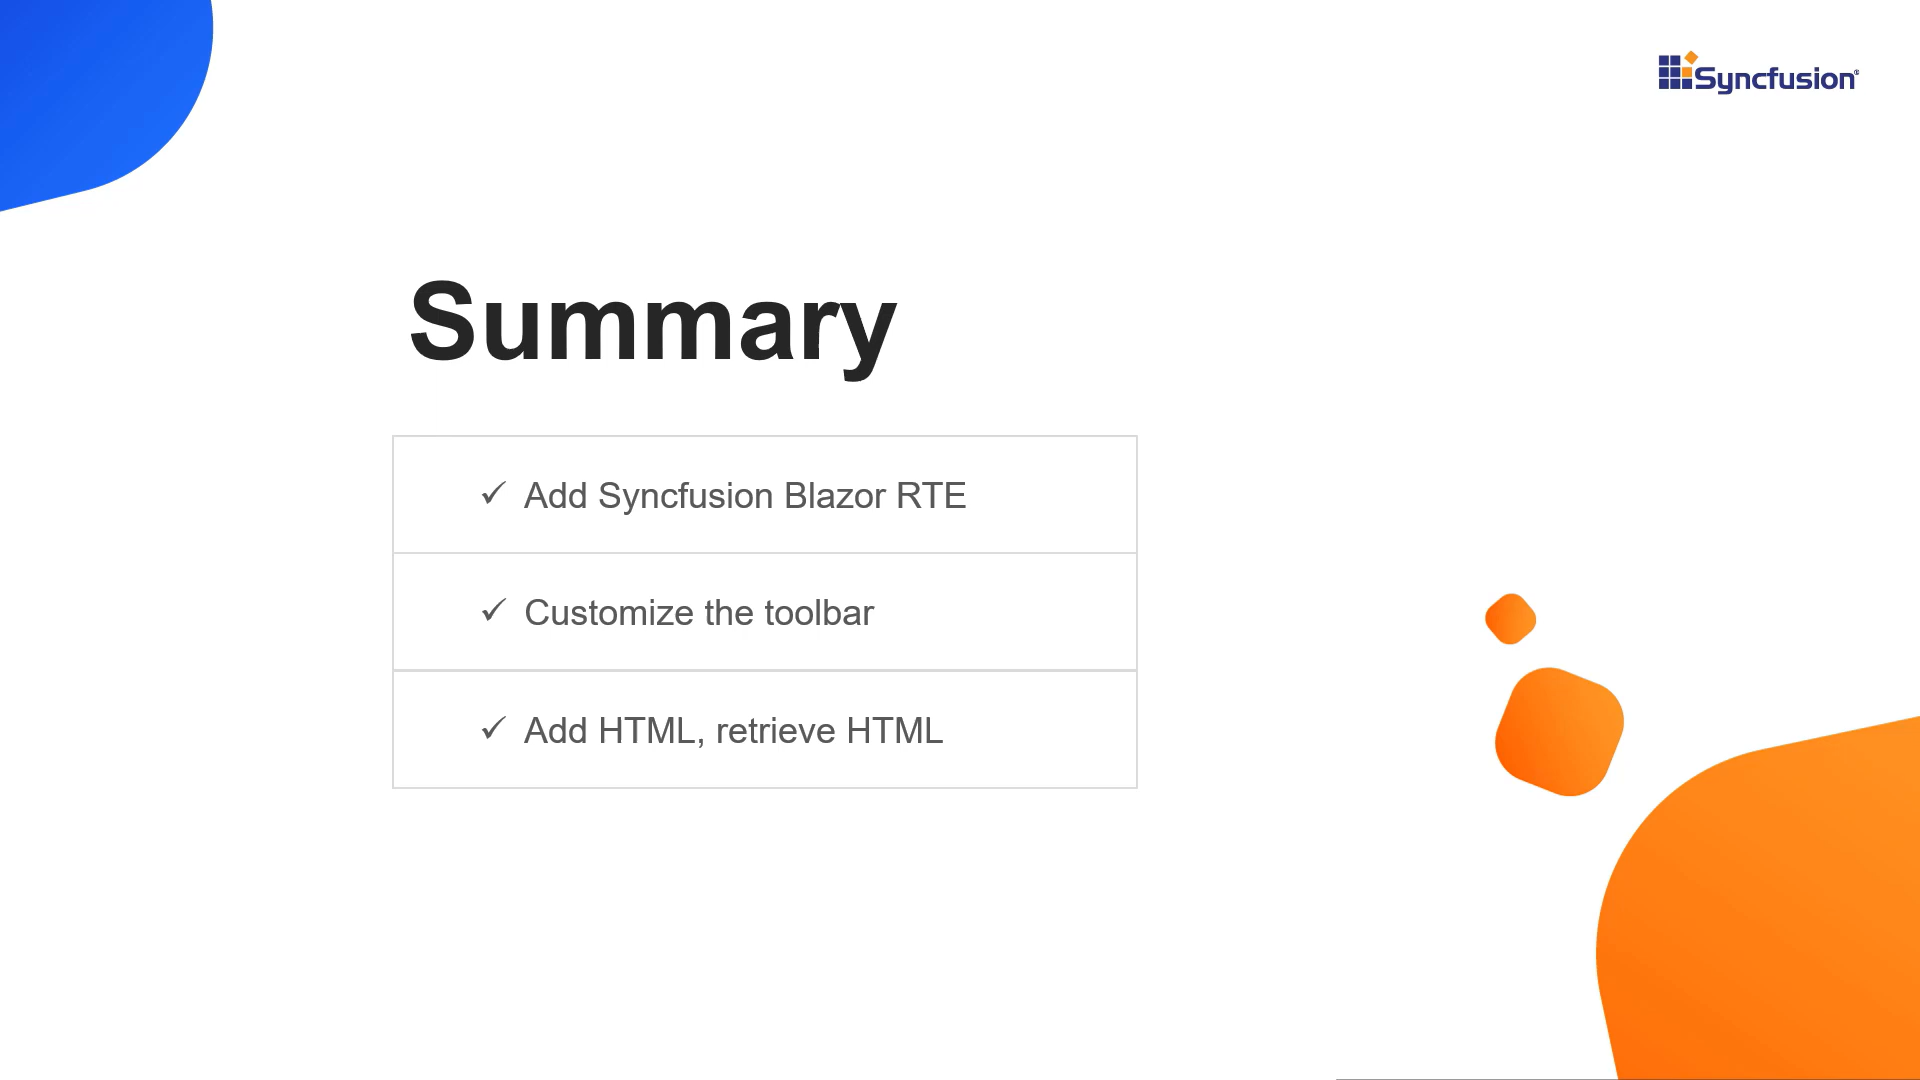 Syncfusion®
Summary
✓ Add Syncfusion Blazor RTE
✓ Customize the toolbar
✓ Add HTML, retrieve HTML